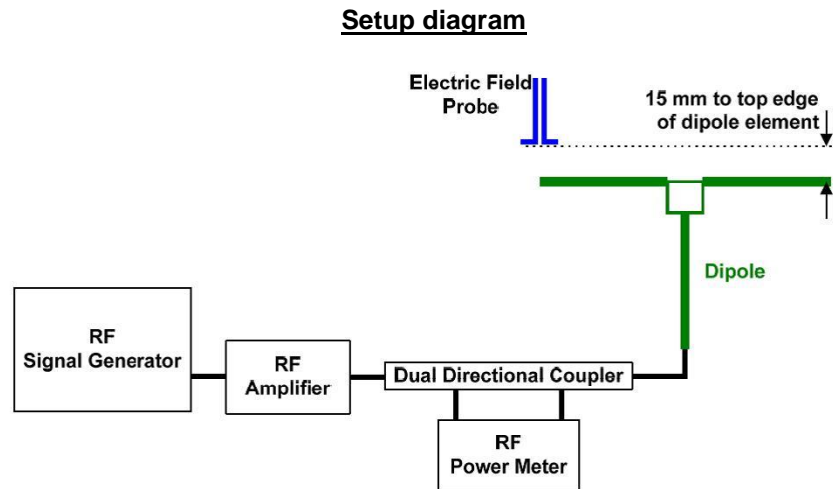 Setup diagram
Electric Field
Probe
15 mm to top edge
of dipole element
Dipole
RF
Signal Generator
RF
Amplifier
Dual Directional Coupler
RF
Power Meter